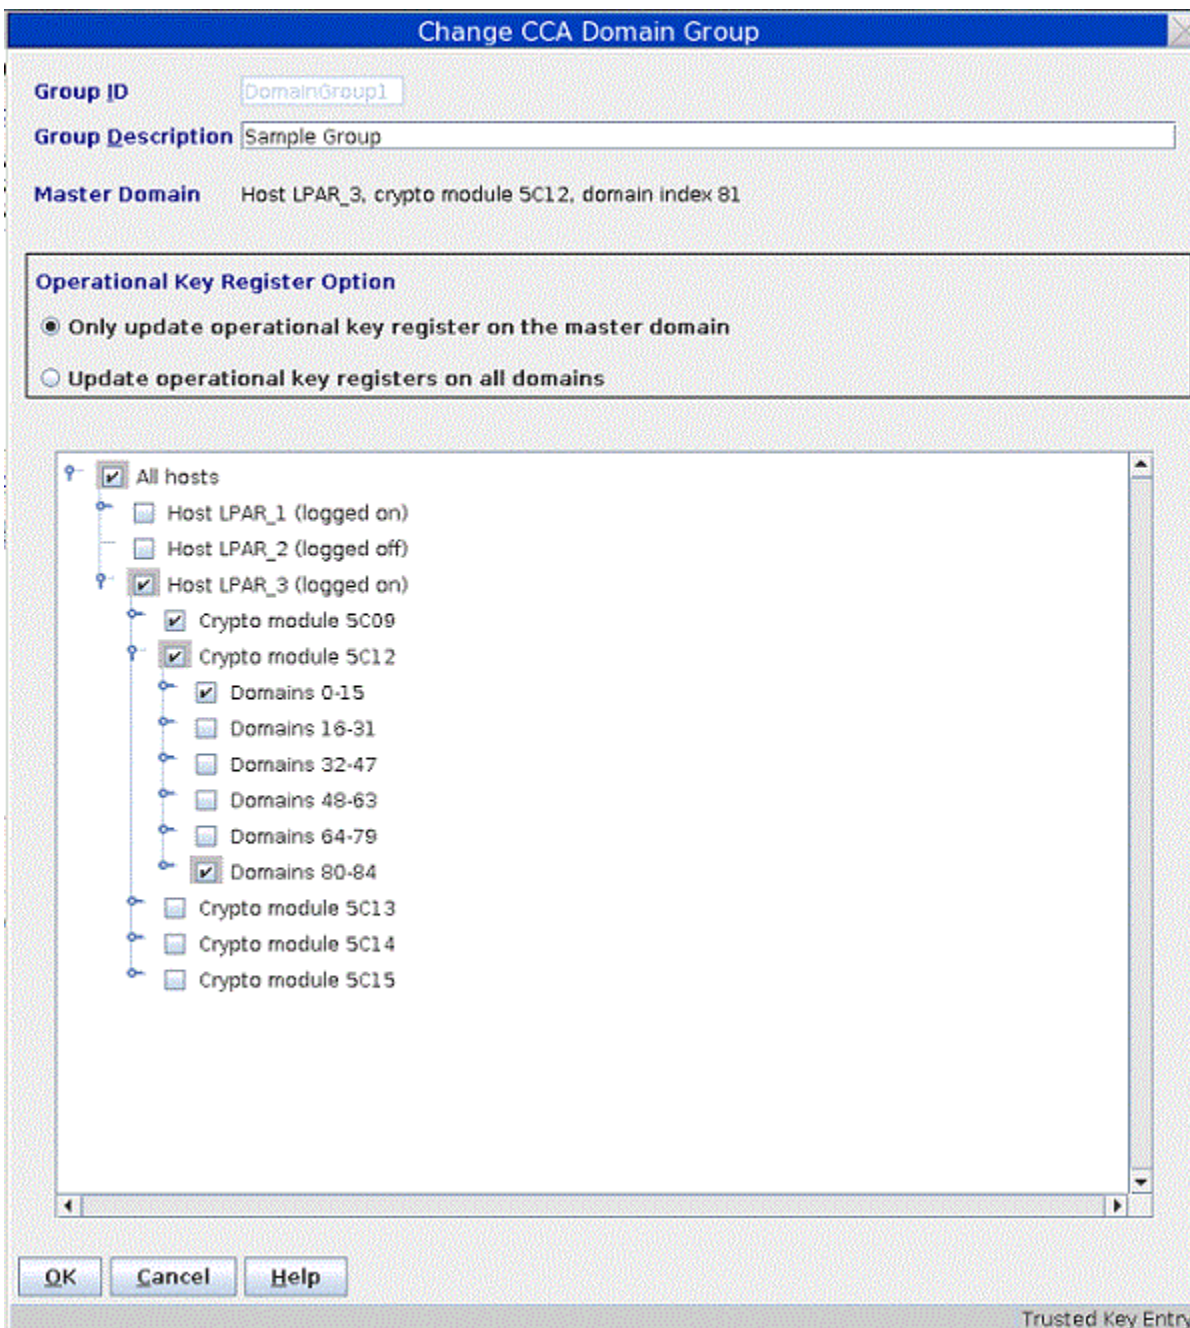 Change CCA Domain Group
Group ID DomainGroup1
Group Description Sample Group
Master Domain Host LPAR_3, crypto module 5C12, domain index 81
Operational Key Register Option
Only update operational key register on the master domain
Update operational key registers on all domains
All hosts
Host LPAR_1 (logged on)
Host LPAR_2 (logged off)
Host LPAR_3 (logged on)
Crypto module 5C09
Crypto module 5C12
Domains 0-15
Domains 16-31
Domains 32-47
Domains 48-63
Domains 64-79
Domains 80-84
Crypto module 5C13
Crypto module 5C14
Crypto module 5C15
OK Cancel Help
Trusted Key Entry